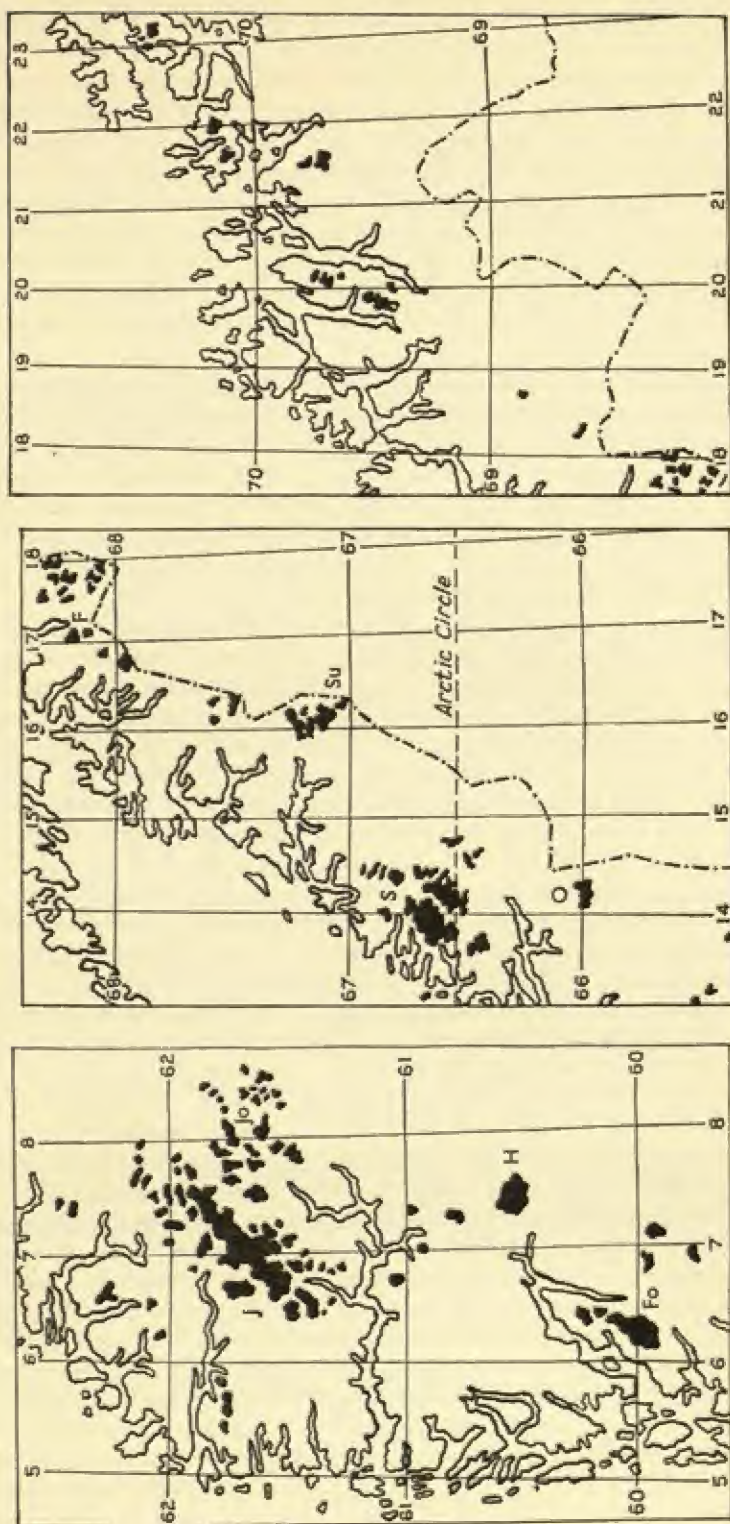 5 6 7 8
62 62
Jo
J
61 61
H
Fo
60 60
5 6 7 8
14 15 16 17 18
F
68 68
Su
67 67
S
Arctic Circle
O
66 66
14 15 16 17
18 19 20 21 22 23
70 70
69 69
18 19 20 21 22